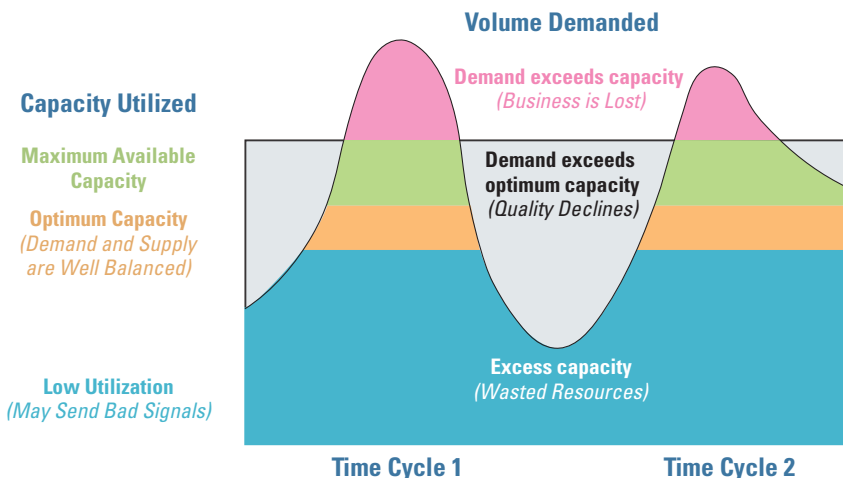 Volume Demanded
Demand exceeds capacity
(Business is Lost)
Capacity Utilized
Maximum Available
Capacity
Demand exceeds
optimum capacity
(Quality Declines)
Optimum Capacity
(Demand and Supply
are Well Balanced)
Low Utilization
(May Send Bad Signals)
Excess capacity
(Wasted Resources)
Time Cycle 1
Time Cycle 2